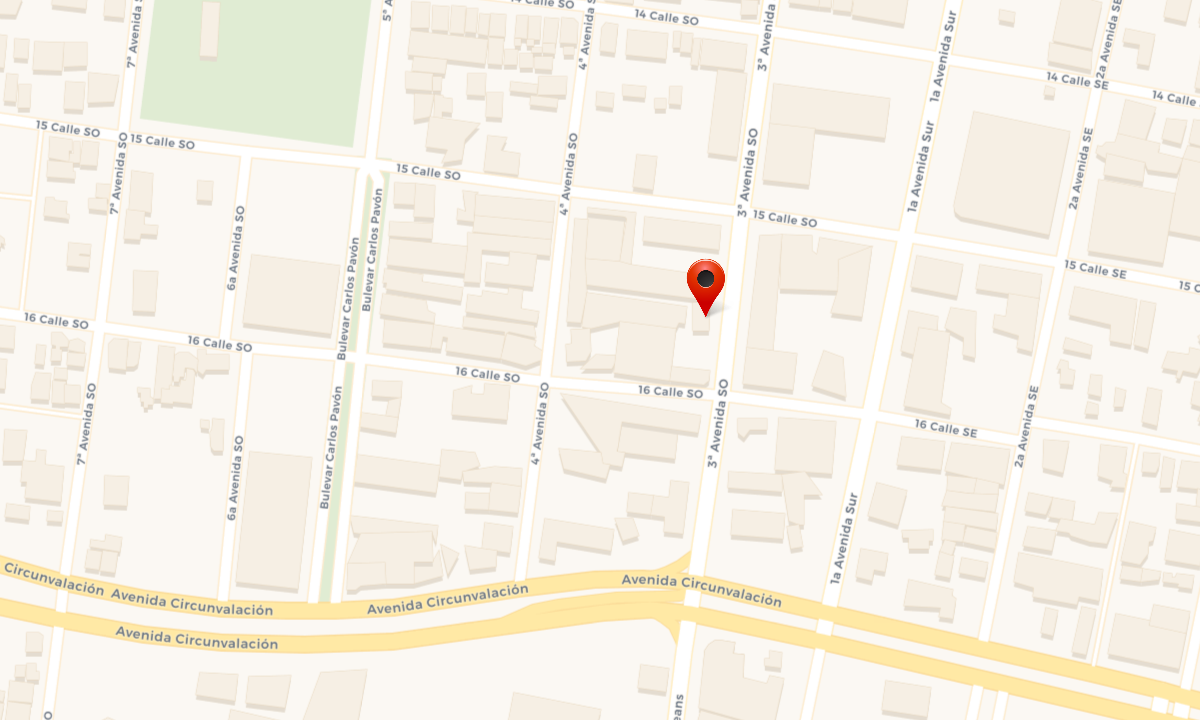 14 Calle SO
14 Calle SO
5ª A
7ª Avenida S
4ª Avenida S
3ª Avenida
1a Avenida Sur
2a Avenida SE
14 Calle SE
14 Calle
15 Calle SO
15 Calle SO
7ª Avenida SO
15 Calle SO
4ª Avenida SO
3ª Avenida SO
15 Calle SO
1a Avenida Sur
2a Avenida SE
15 Calle SE
15 C
6a Avenida SO
Bulevar Carlos Pavón
Bulevar Carlos Pavón
16 Calle SO
16 Calle SO
16 Calle SO
16 Calle SO
16 Calle SE
7ª Avenida SO
6a Avenida SO
Bulevar Carlos Pavón
4ª Avenida SO
3ª Avenida SO
1a Avenida Sur
2a Avenida SE
Circunvalación
Avenida Circunvalación
Avenida Circunvalación
Avenida Circunvalación
Avenida Circunvalación
O
eans